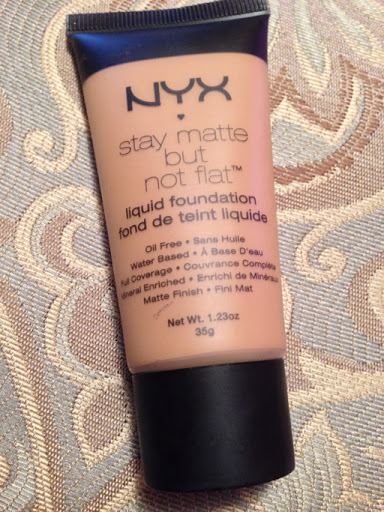 NYX
stay matte
but
not flat™
liquid foundation
fond de teint liquide
Oil Free • Sans Huile
Water Based • À Base D'eau
Full Coverage • Couvrance Complète
Mineral Enriched • Enrichi de Minéraux
Matte Finish • Fini Mat
Net Wt. 1.23oz
35g